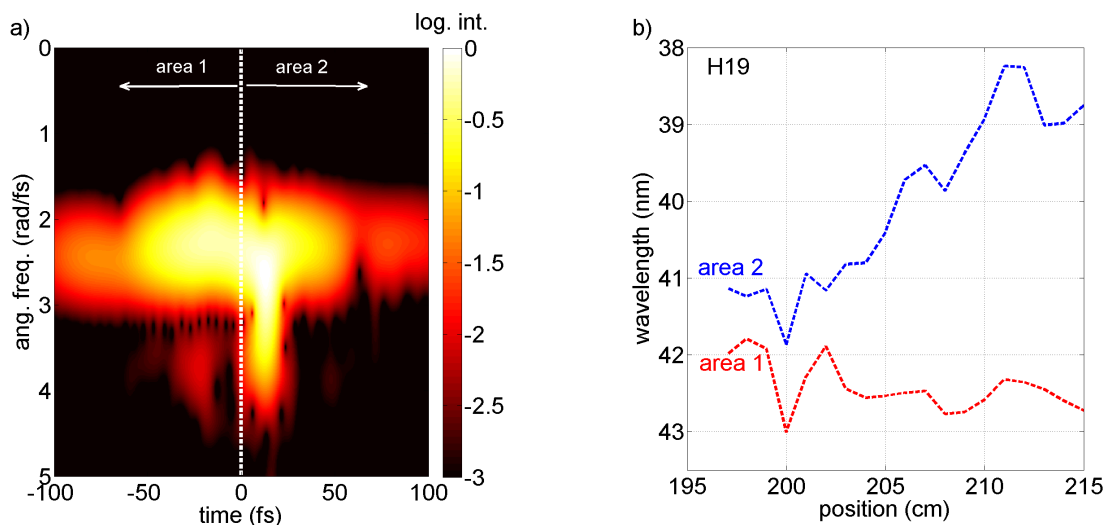 a)
log. int.
area 1
area 2
ang. freq. (rad/fs)
0
1
2
3
4
5
-100
-50
0
50
100
time (fs)
0
-0.5
-1
-1.5
-2
-2.5
-3
b)
H19
area 2
area 1
wavelength (nm)
38
39
40
41
42
43
195
200
205
210
215
position (cm)